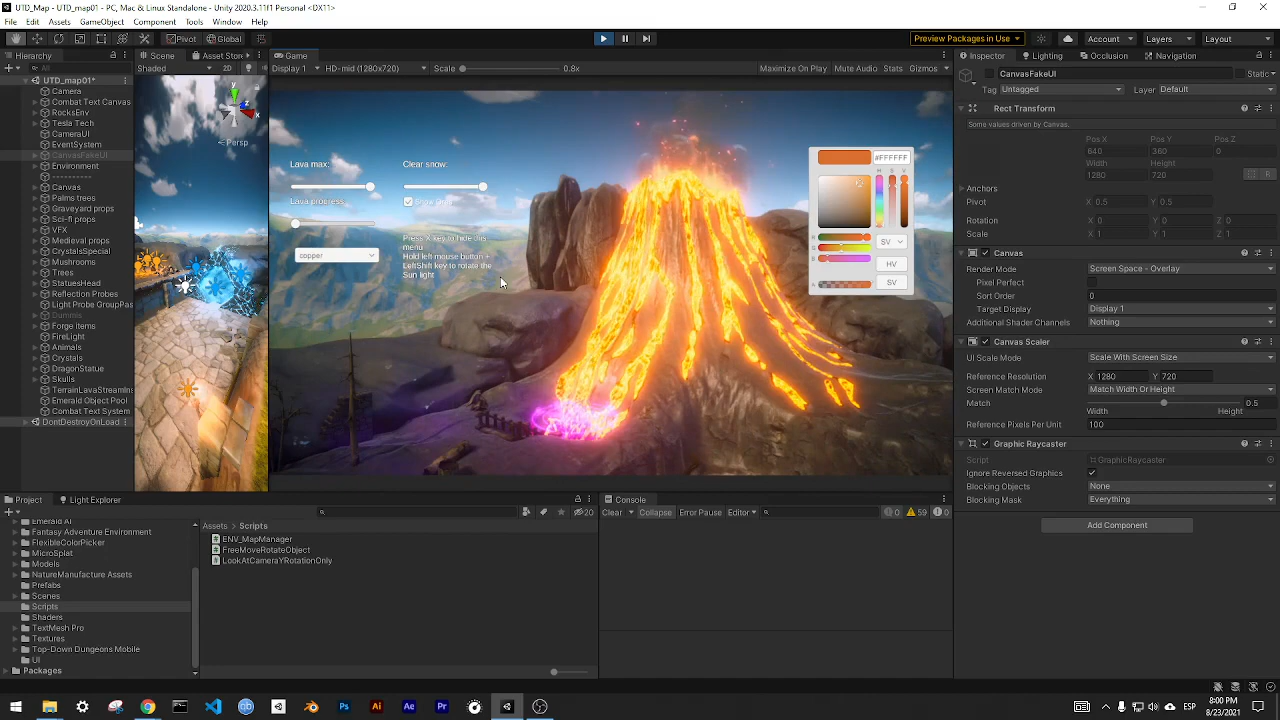 UTD_Map - UTD_map01* - PC, Mac & Linux Standalone - Unity 2020.3.11f1 Personal <DX11>
File Edit Assets GameObject Component Window Help
Pivot Global
Preview Packages in Use
Account
Layers
Layout
Hierarchy
Scene
Asset Store
Game
Inspector
Lighting
Occlusion
Navigation
All
Shaded
2D
Display 1
HD-mid (1280x720)
Scale
0.8x
Maximize On Play
Mute Audio
Stats
Gizmos
UTD_map01*
Camera
Combat Text Canvas
RocksEnv
Tesla Tech
CameraUI
EventSystem
CanvasFakeUI
Environment
Canvas
Palms trees
Graveyard props
Sci-fi props
VFX
Medieval props
CrystalsSpecial
Mushrooms
Trees
StatuesHead
Reflection Probes
Light Probe GroupPas
Dummis
Forge items
FireLight
Animals
Crystals
DragonStatue
Skulls
TerrainLavaStreamIns
Emerald Object Pool
Combat Text System
DontDestroyOnLoad
y
z
x
Persp
Lava max:
Clear snow:
Lava progress
Show Orbs
copper
Press X key to hide this
menu
Hold left mouse button +
LeftShift key to rotate the
Sun light
#FFFFFF
H
S
V
R
G
B
A
SV
HV
SV
CanvasFakeUI
Static
Tag Untagged
Layer Default
Rect Transform
Some values driven by Canvas.
Pos X Pos Y Pos Z
640 360 0
Width Height
1280 720
R
Anchors
Pivot X 0.5 Y 0.5
Rotation X 0 Y 0 Z 0
Scale X 1 Y 1 Z 1
Canvas
Render Mode Screen Space - Overlay
Pixel Perfect
Sort Order 0
Target Display Display 1
Additional Shader Channels Nothing
Canvas Scaler
UI Scale Mode Scale With Screen Size
Reference Resolution X 1280 Y 720
Screen Match Mode Match Width Or Height
Match 0.5
Width Height
Reference Pixels Per Unit 100
Graphic Raycaster
Script GraphicRaycaster
Ignore Reversed Graphics
Blocking Objects None
Blocking Mask Everything
Add Component
Project
Light Explorer
20
Emerald AI
Fantasy Adventure Environment
FlexibleColorPicker
MicroSplat
Models
NatureManufacture Assets
Prefabs
Scenes
Scripts
Shaders
TextMesh Pro
Textures
Top-Down Dungeons Mobile
UI
Packages
Assets > Scripts
ENV_MapManager
FreeMoveRotateObject
LookAtCameraYRotationOnly
Console
Clear Collapse Error Pause Editor
0 59 0
Ps
Ai
Ae
Pr
ESP
8:00 PM
8/23/2021